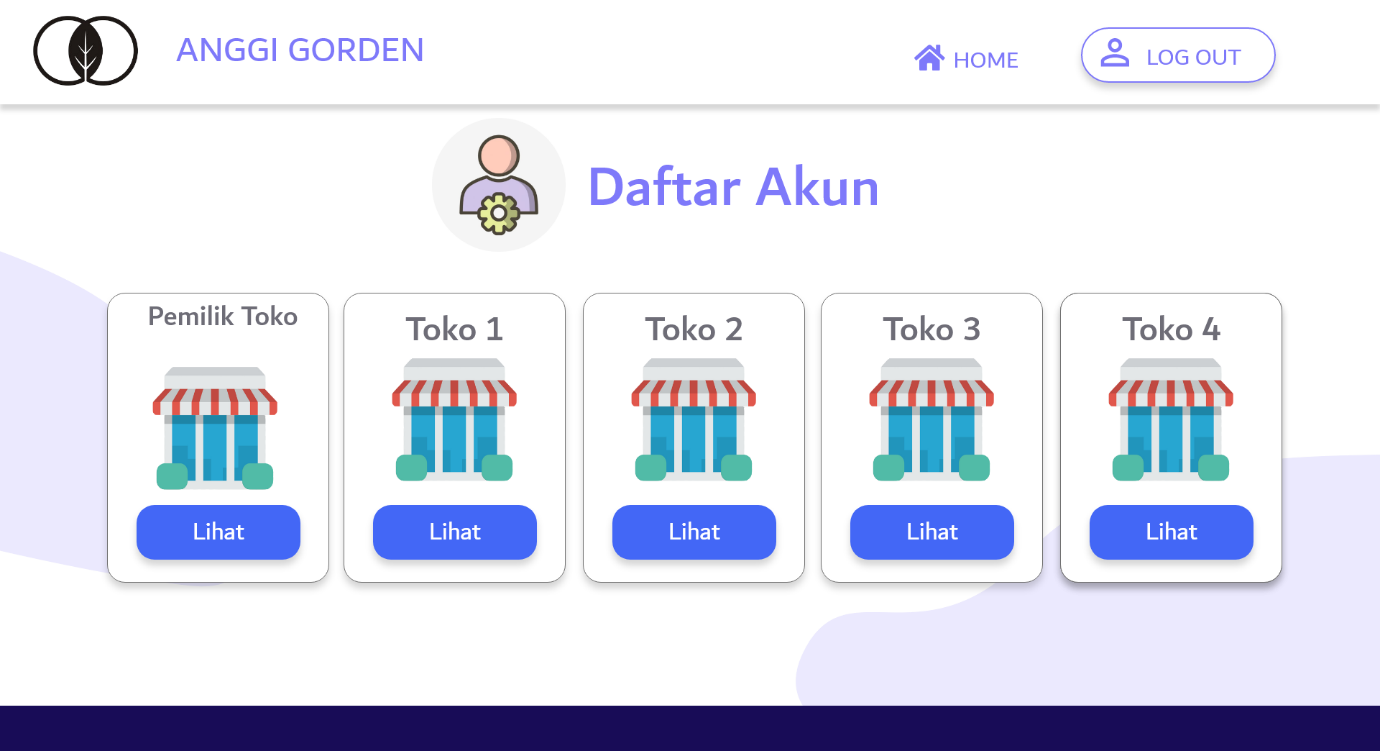 ANGGI GORDEN
HOME
LOG OUT
Daftar Akun
Pemilik Toko
Toko 1
Toko 2
Toko 3
Toko 4
Lihat
Lihat
Lihat
Lihat
Lihat